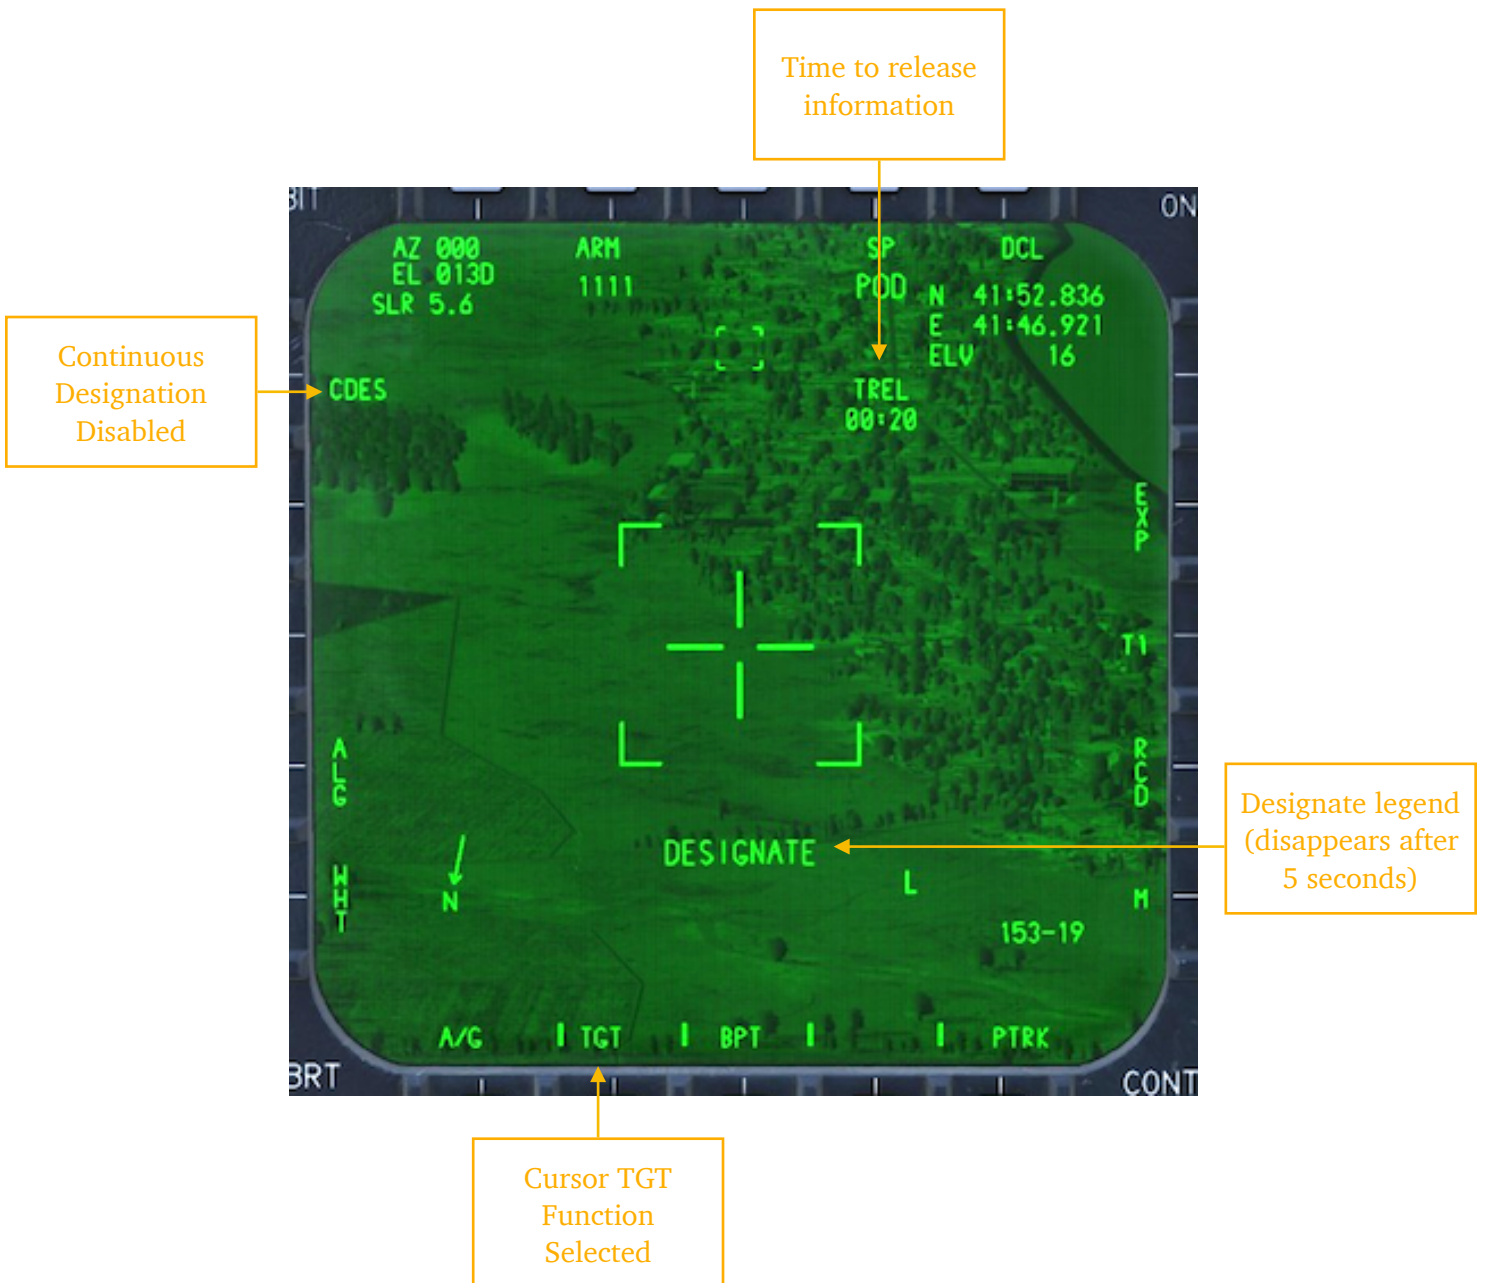 Time to release
information
BIT
ON
AZ 000
EL 013D
SLR 5.6
ARM
1111
SP
POD
DCL
N 41:52.836
E 41:46.921
ELV 16
Continuous
Designation
Disabled
CDES
TREL
00:20
EXP
T1
ALG
RCD
Designate legend
(disappears after
5 seconds)
DESIGNATE
L
WHT
N
M
153-19
A/G
TGT
BPT
PTRK
BRT
CONT
Cursor TGT
Function
Selected